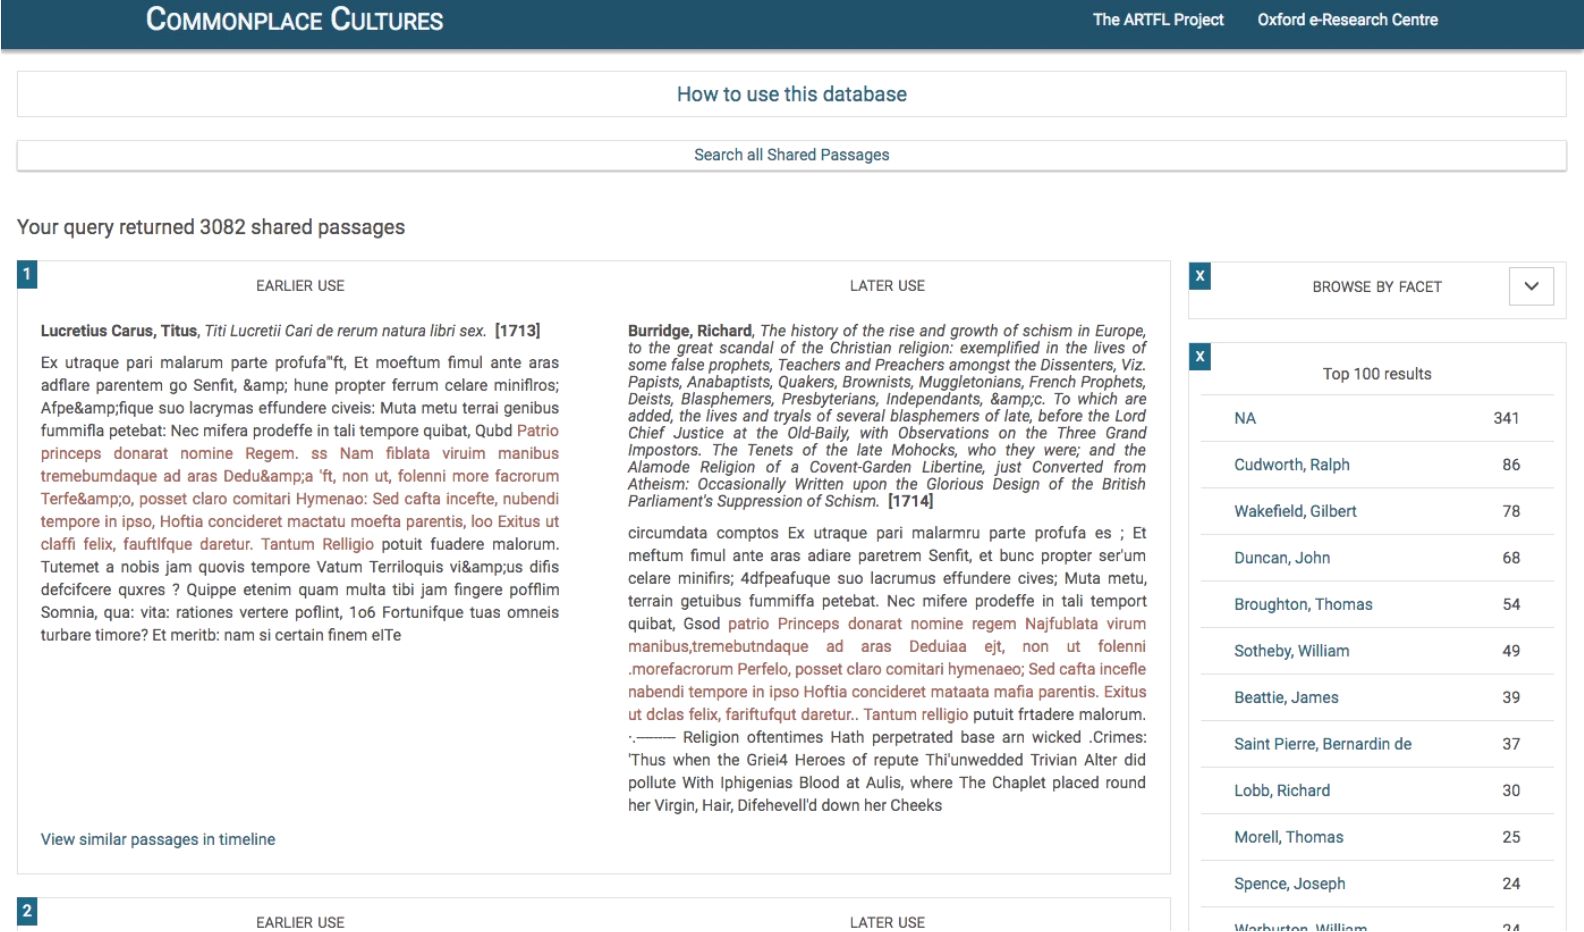 COMMONPLACE CULTURES
The ARTFL Project
Oxford e-Research Centre
How to use this database
Search all Shared Passages
Your query returned 3082 shared passages
1
EARLIER USE
Lucretius Carus, Titus, Titi Lucretii Cari de rerum natura libri sex. [1713]
Ex utraque pari malarum parte profufa"ft, Et moeftum fimul ante aras
adflare parentem go Senfit, &amp; hune propter ferrum celare miniflros;
Afpe&amp;fique suo lacrymas effundere civeis: Muta metu terrai genibus
fummifla petebat: Nec mifera prodeffe in tali tempore quibat, Qubd Patrio
princeps donarat nomine Regem. ss Nam fiblata viruim manibus
tremebumdaque ad aras Dedu&amp;a 'ft, non ut, folenni more facrorum
Terfe&amp;o, posset claro comitari Hymenao: Sed cafta incefte, nubendi
tempore in ipso, Hoftia concideret mactatu moefta parentis, loo Exitus ut
claffi felix, fauftlfque daretur. Tantum Relligio potuit fuadere malorum.
Tutemet a nobis jam quovis tempore Vatum Terriloquis vi&amp;us difis
defcifcere quxres ? Quippe etenim quam multa tibi jam fingere pofflim
Somnia, qua: vita: rationes vertere poflint, 1o6 Fortunifque tuas omneis
turbare timore? Et meritb: nam si certain finem eITe
View similar passages in timeline
LATER USE
Burridge, Richard, The history of the rise and growth of schism in Europe,
to the great scandal of the Christian religion: exemplified in the lives of
some false prophets, Teachers and Preachers amongst the Dissenters, Viz.
Papists, Anabaptists, Quakers, Brownists, Muggletonians, French Prophets,
Deists, Blasphemers, Presbyterians, Independants, &amp;c. To which are
added, the lives and tryals of several blasphemers of late, before the Lord
Chief Justice at the Old-Baily, with Observations on the Three Grand
Impostors. The Tenets of the late Mohocks, who they were; and the
Alamode Religion of a Covent-Garden Libertine, just Converted from
Atheism: Occasionally Written upon the Glorious Design of the British
Parliament's Suppression of Schism. [1714]
circumdata comptos Ex utraque pari malarmru parte profufa es ; Et
meftum fimul ante aras adiare paretrem Senfit, et bunc propter ser'um
celare minifirs; 4dfpeafuque suo lacrumus effundere cives; Muta metu,
terrain getuibus fummiffa petebat. Nec mifere prodeffe in tali temport
quibat, Gsod patrio Princeps donarat nomine regem Najfublata virum
manibus,tremebutndaque ad aras Deduiaa ejt, non ut folenni
.morefacrorum Perfelo, posset claro comitari hymenaeo; Sed cafta incefle
nabendi tempore in ipso Hoftia concideret mataata mafia parentis. Exitus
ut dclas felix, fariftufqut daretur.. Tantum relligio putuit frtadere malorum.
·.——— Religion oftentimes Hath perpetrated base arn wicked .Crimes:
'Thus when the Griei4 Heroes of repute Thi'unwedded Trivian Alter did
pollute With Iphigenias Blood at Aulis, where The Chaplet placed round
her Virgin, Hair, Difehevell'd down her Cheeks
X
BROWSE BY FACET
X
Top 100 results
NA 341
Cudworth, Ralph 86
Wakefield, Gilbert 78
Duncan, John 68
Broughton, Thomas 54
Sotheby, William 49
Beattie, James 39
Saint Pierre, Bernardin de 37
Lobb, Richard 30
Morell, Thomas 25
Spence, Joseph 24
Warburton, William 24
2
EARLIER USE
LATER USE